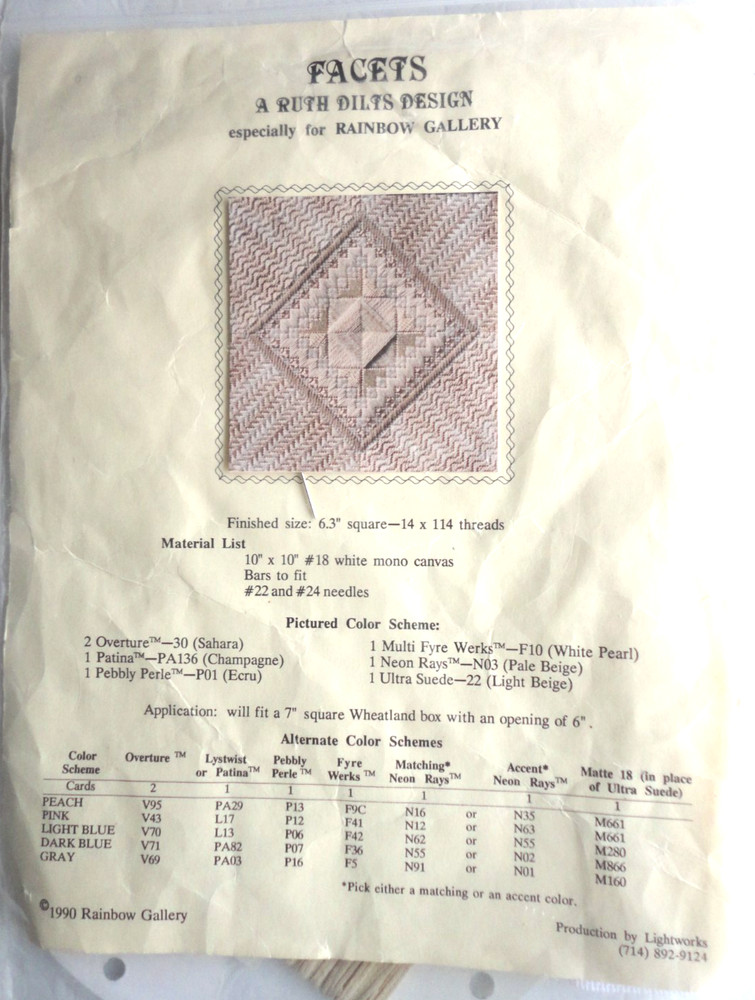 FACETS
A RUTH DILTS DESIGN
especially for RAINBOW GALLERY
Finished size: 6.3" square—14 x 114 threads
Material List
10" x 10" #18 white mono canvas
Bars to fit
#22 and #24 needles
Pictured Color Scheme:
2 Overture™—30 (Sahara)
1 Patina™—PA136 (Champagne)
1 Pebbly Perle™—P01 (Ecru)
1 Multi Fyre Werks™—F10 (White Pearl)
1 Neon Rays™—N03 (Pale Beige)
1 Ultra Suede—22 (Light Beige)
Application: will fit a 7" square Wheatland box with an opening of 6".
Alternate Color Schemes
Color Scheme Overture ™ Lystwist or Patina™ Pebbly Perle ™ Fyre Werks ™ Matching* Neon Rays™ Accent* Neon Rays™ Matte 18 (in place of Ultra Suede)
Cards 2 1 1 1 1 1 1
PEACH V95 PA29 P13 F9C N16 or N35 M661
PINK V43 L17 P12 F41 N12 or N63 M661
LIGHT BLUE V70 L13 P06 F42 N62 or N55 M280
DARK BLUE V71 PA82 P07 F36 N55 or N02 M866
GRAY V69 PA03 P16 F5 N91 or N01 M160
*Pick either a matching or an accent color.
©1990 Rainbow Gallery
Production by Lightworks
(714) 892-9124